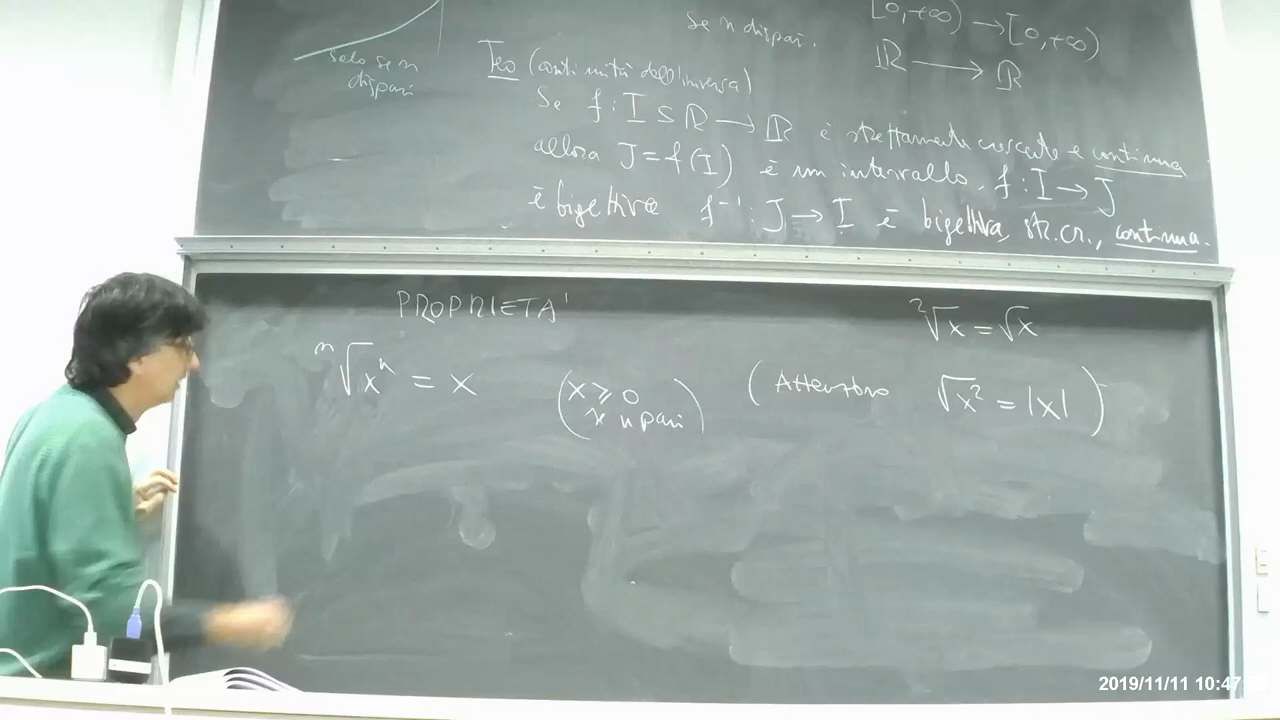 [0,+∞) → [0,+∞)
se n dispari.
ℝ → ℝ
solo se n
dispari
Teo (continuità dell'inversa)
Se f: I ⊆ ℝ → ℝ è strettamente crescente e continua
allora J = f(I) è un intervallo, f: I → J
è bigettiva f⁻¹: J → I è bigettiva, str. cr., continua.
PROPRIETA'
²√x = √x
ⁿ√xⁿ = x (x ≥ 0 (Attenzione √x² = |x|)
n pari)
2019/11/11 10:47